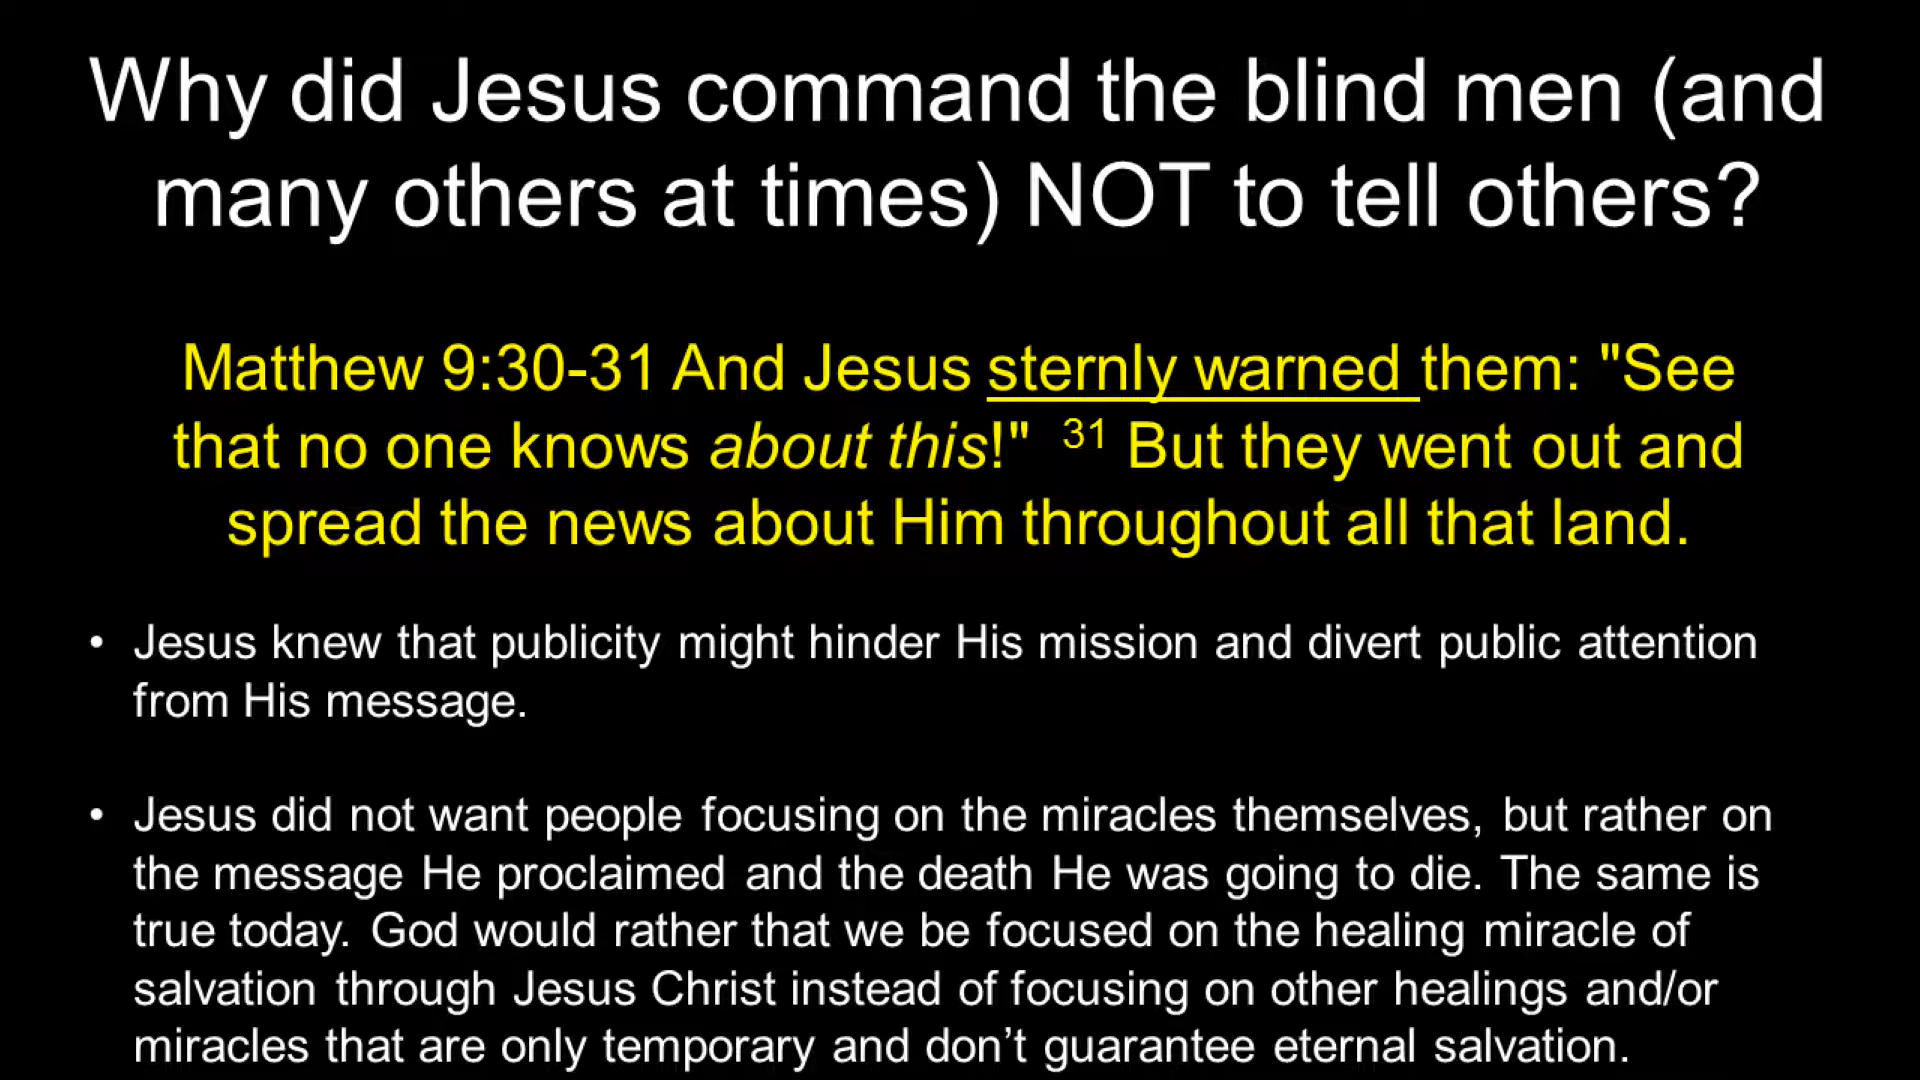 Why did Jesus command the blind men (and
many others at times) NOT to tell others?
Matthew 9:30-31 And Jesus sternly warned them: "See
that no one knows about this!" 31 But they went out and
spread the news about Him throughout all that land.
• Jesus knew that publicity might hinder His mission and divert public attention
from His message.
• Jesus did not want people focusing on the miracles themselves, but rather on
the message He proclaimed and the death He was going to die. The same is
true today. God would rather that we be focused on the healing miracle of
salvation through Jesus Christ instead of focusing on other healings and/or
miracles that are only temporary and don’t guarantee eternal salvation.